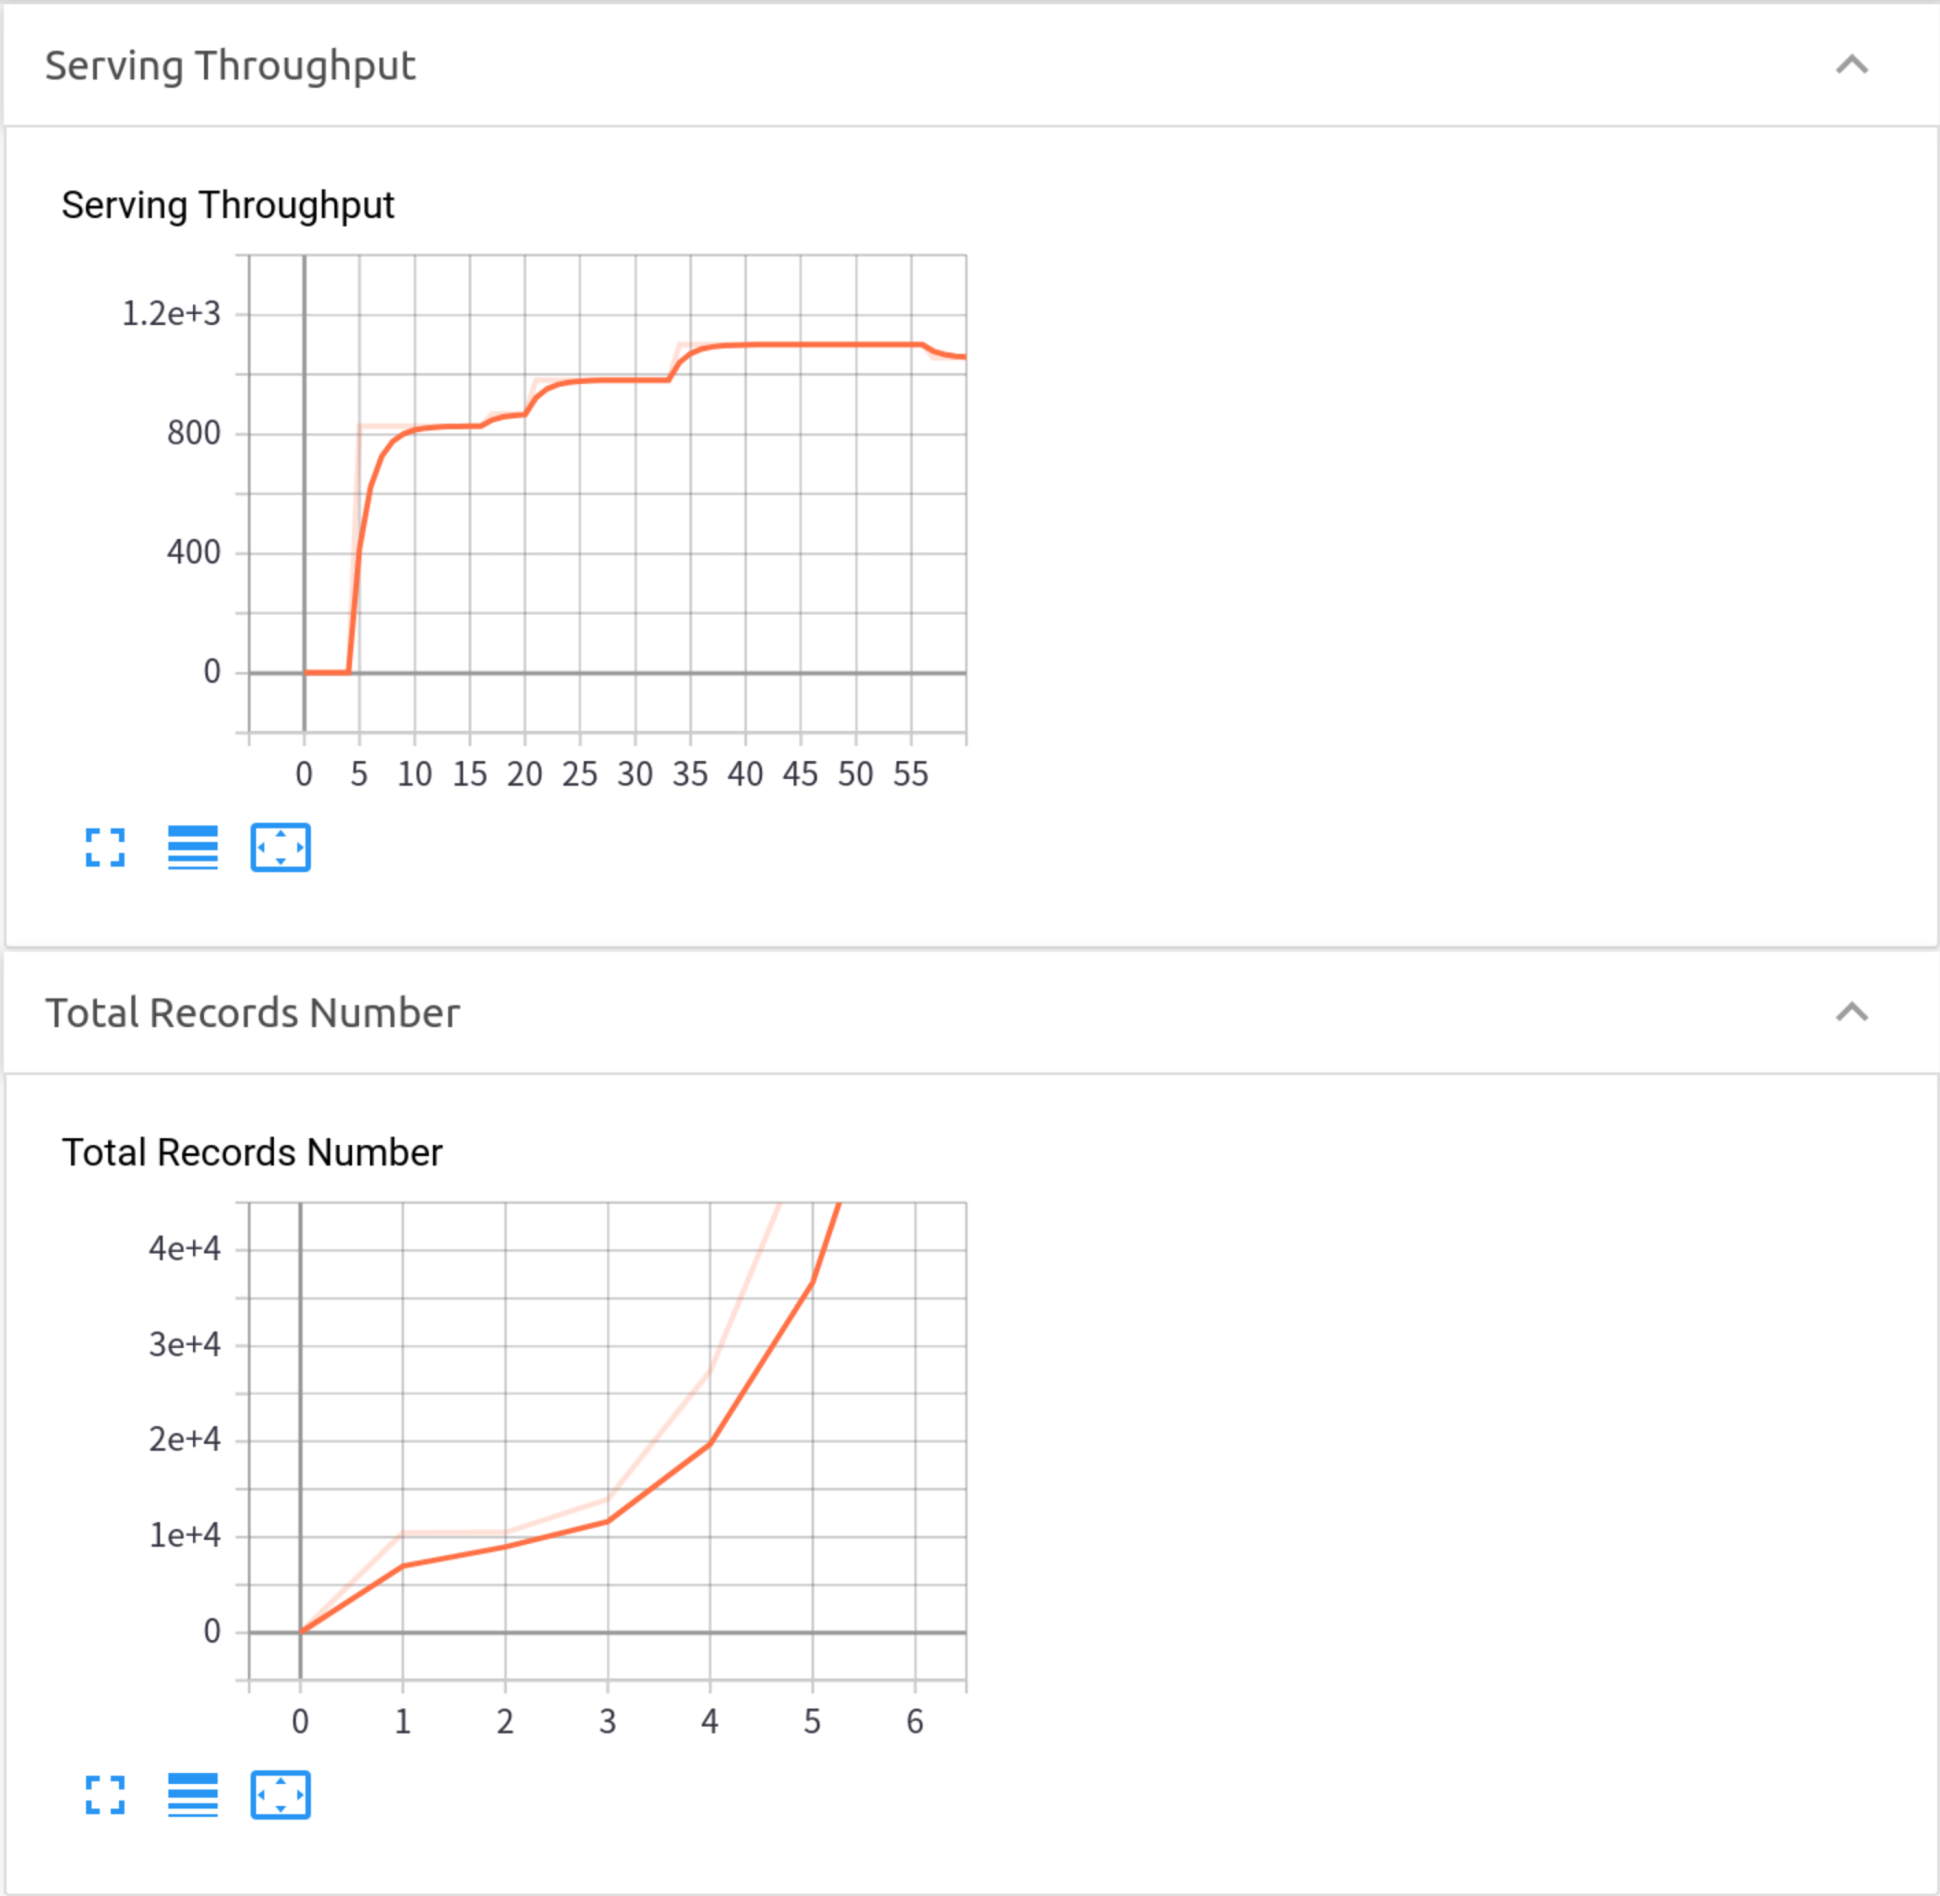 Serving Throughput
Serving Throughput
1.2e+3
800
400
0
0 5 10 15 20 25 30 35 40 45 50 55
Total Records Number
Total Records Number
4e+4
3e+4
2e+4
1e+4
0
0 1 2 3 4 5 6